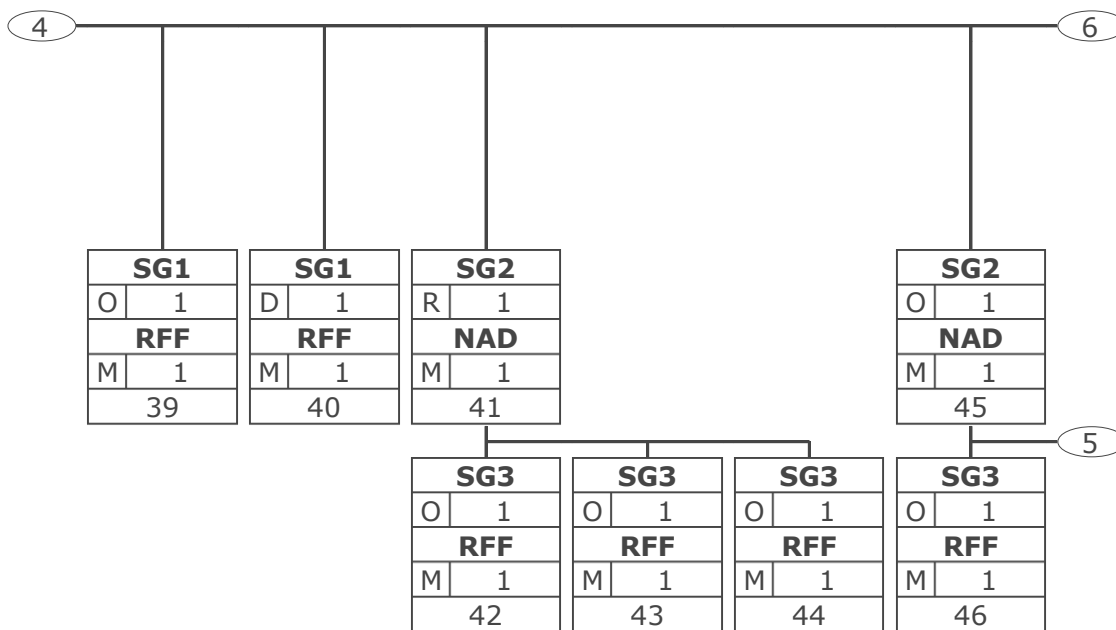 4 6
SG1 SG1 SG2 SG2
O 1 D 1 R 1 O 1
RFF RFF NAD NAD
M 1 M 1 M 1 M 1
39 40 41 45
5
SG3 SG3 SG3 SG3
O 1 O 1 O 1 O 1
RFF RFF RFF RFF
M 1 M 1 M 1 M 1
42 43 44 46